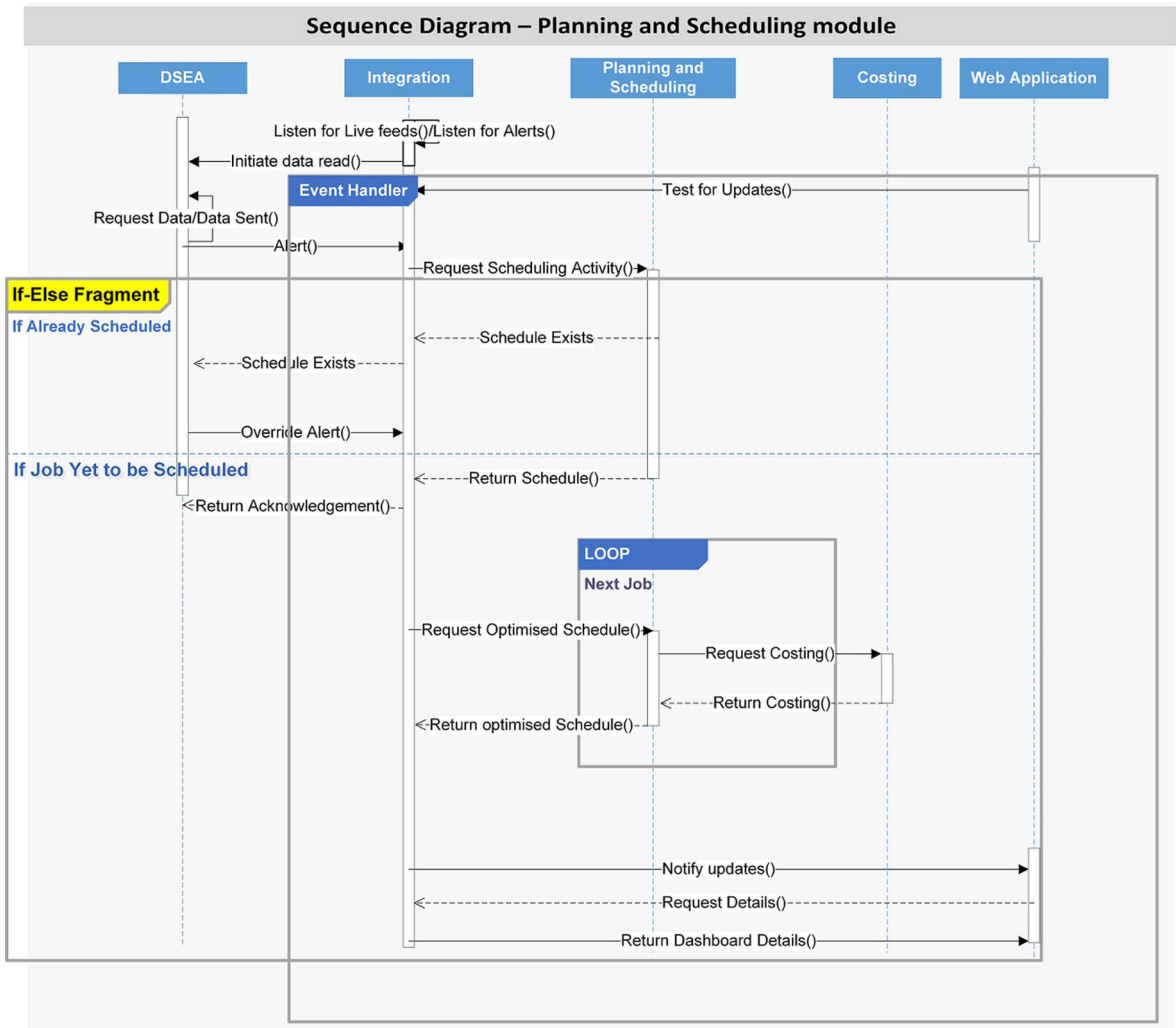 Sequence Diagram – Planning and Scheduling module
DSEA
Integration
Planning and
Scheduling
Costing
Web Application
Listen for Live feeds()/Listen for Alerts()
Initiate data read()
Event Handler
Test for Updates()
Request Data/Data Sent()
Alert()
Request Scheduling Activity()
If-Else Fragment
If Already Scheduled
Schedule Exists
Schedule Exists
Override Alert()
If Job Yet to be Scheduled
Return Schedule()
Return Acknowledgement()
LOOP
Next Job
Request Optimised Schedule()
Request Costing()
Return Costing()
Return optimised Schedule()
Notify updates()
Request Details()
Return Dashboard Details()